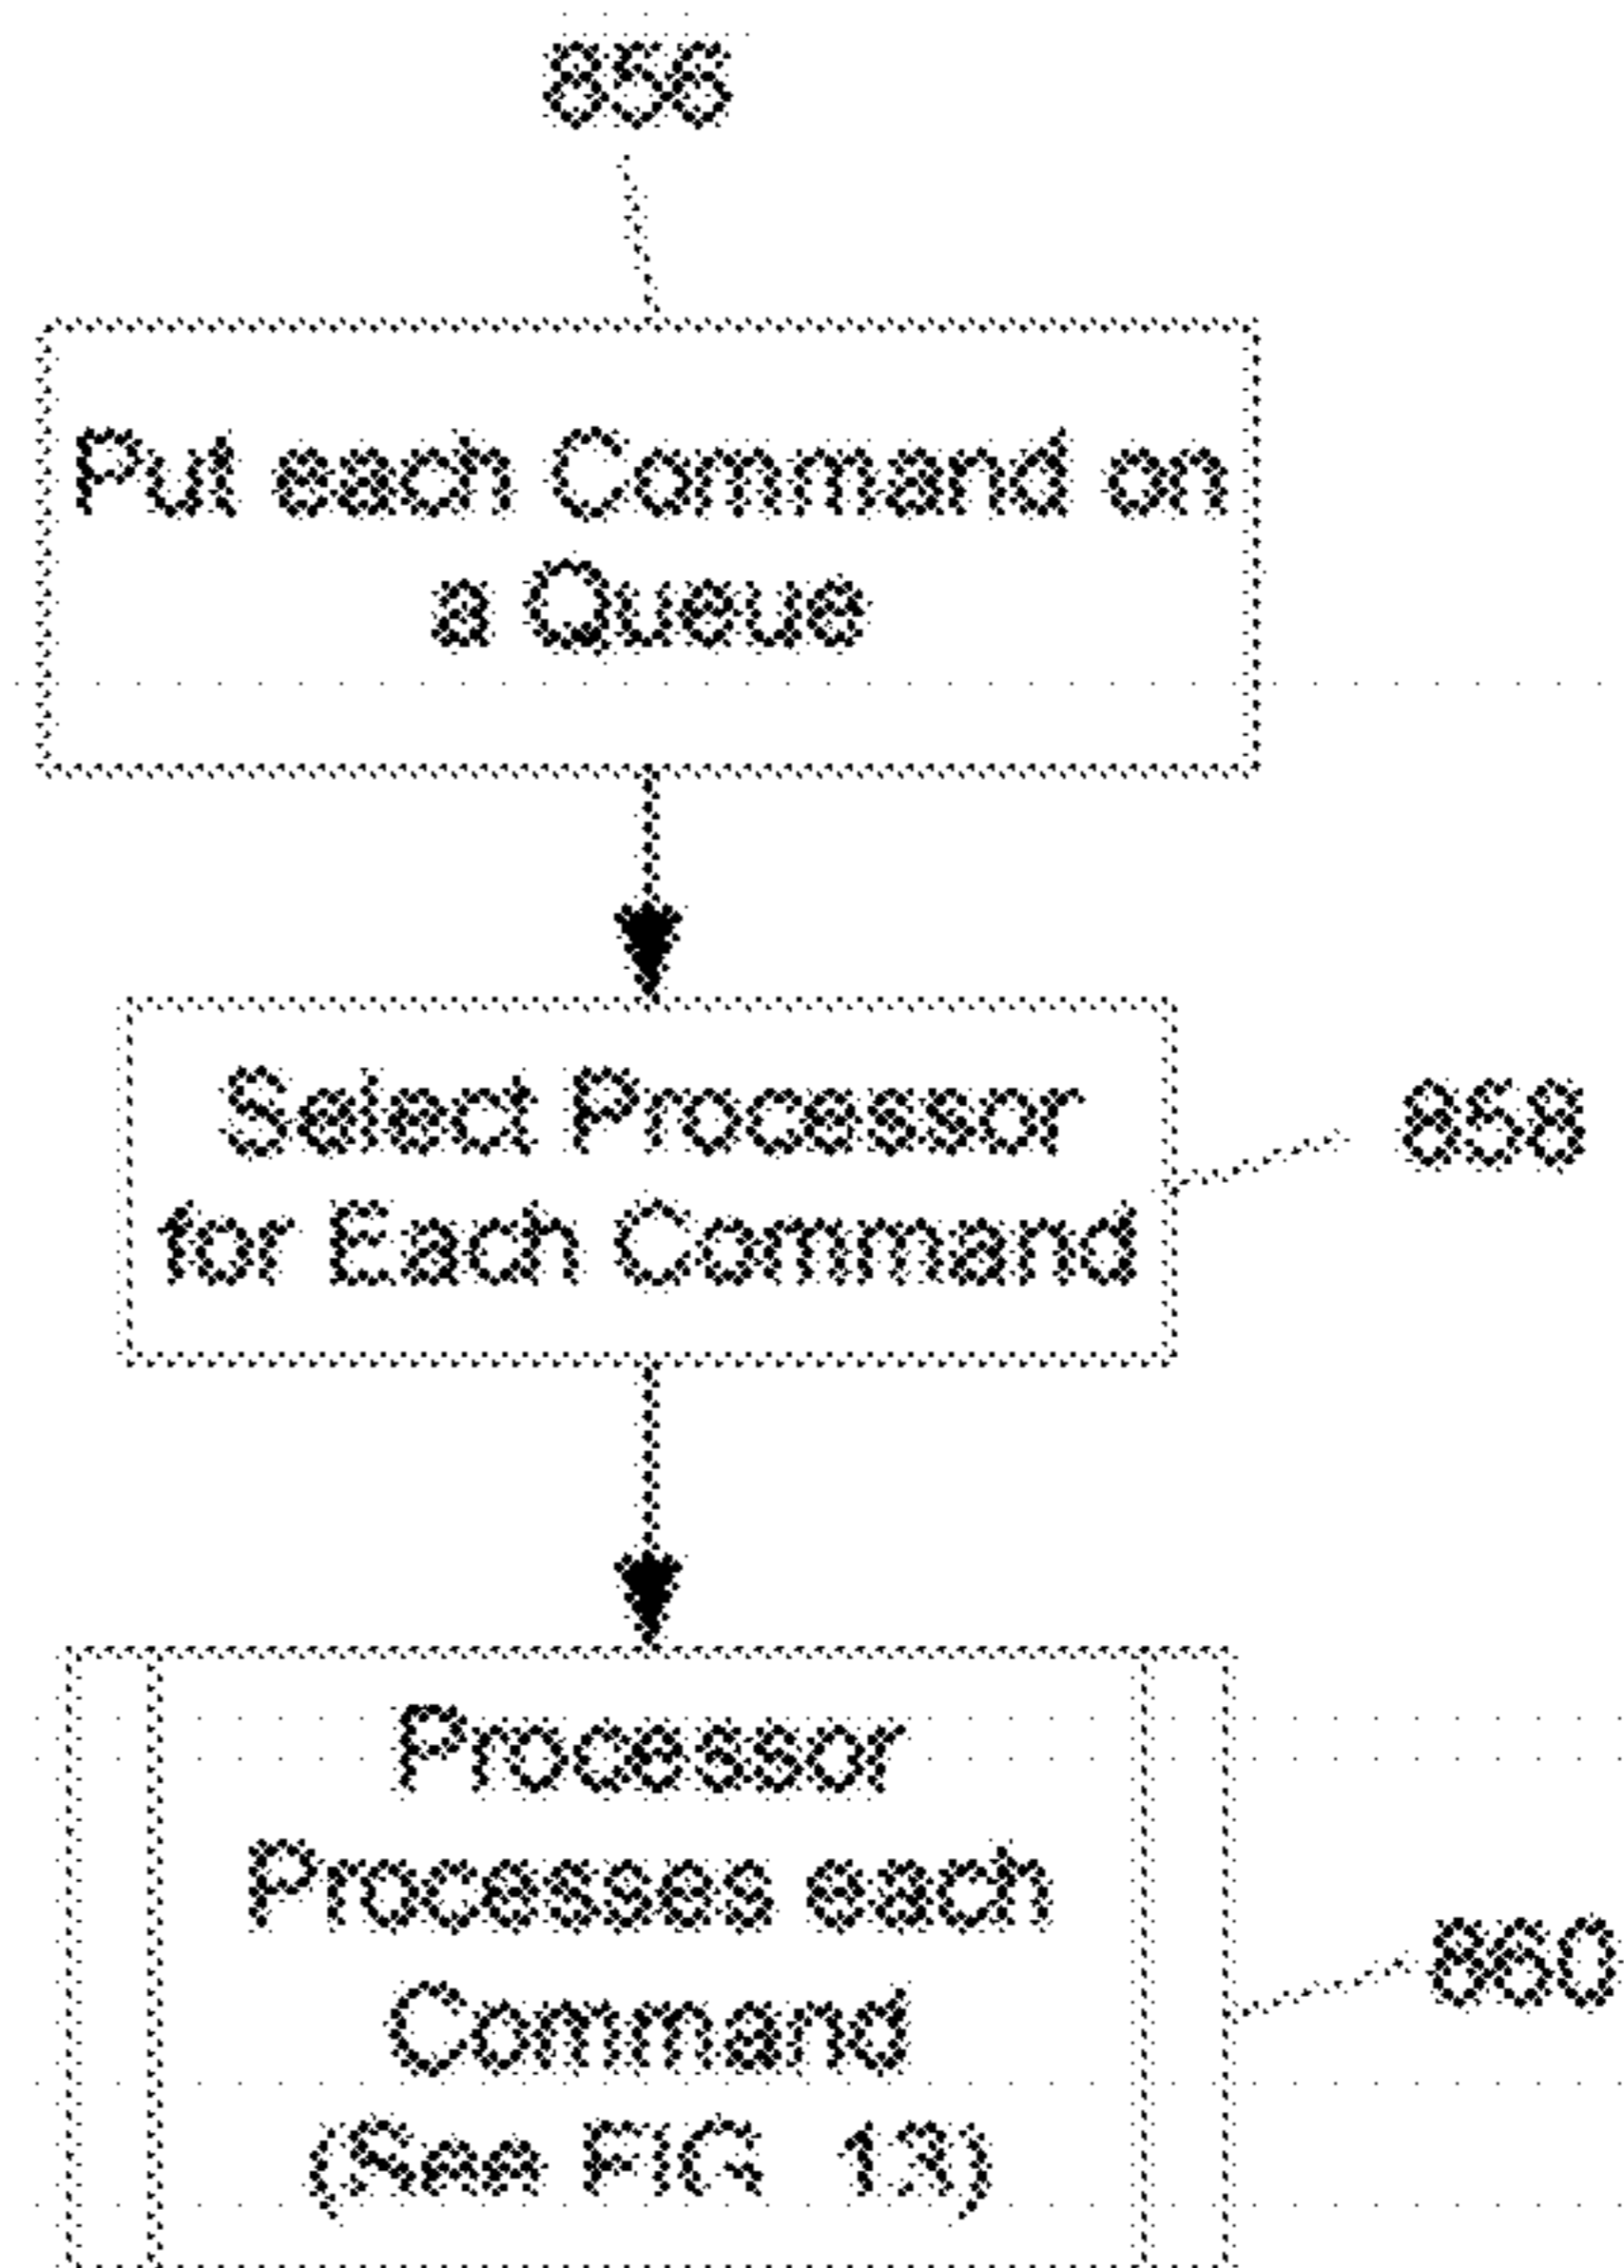 856
Put each Command on
a Queue
Select Processor
for Each Command
858
Processor
Processes each
Command
(See FIG 13)
860